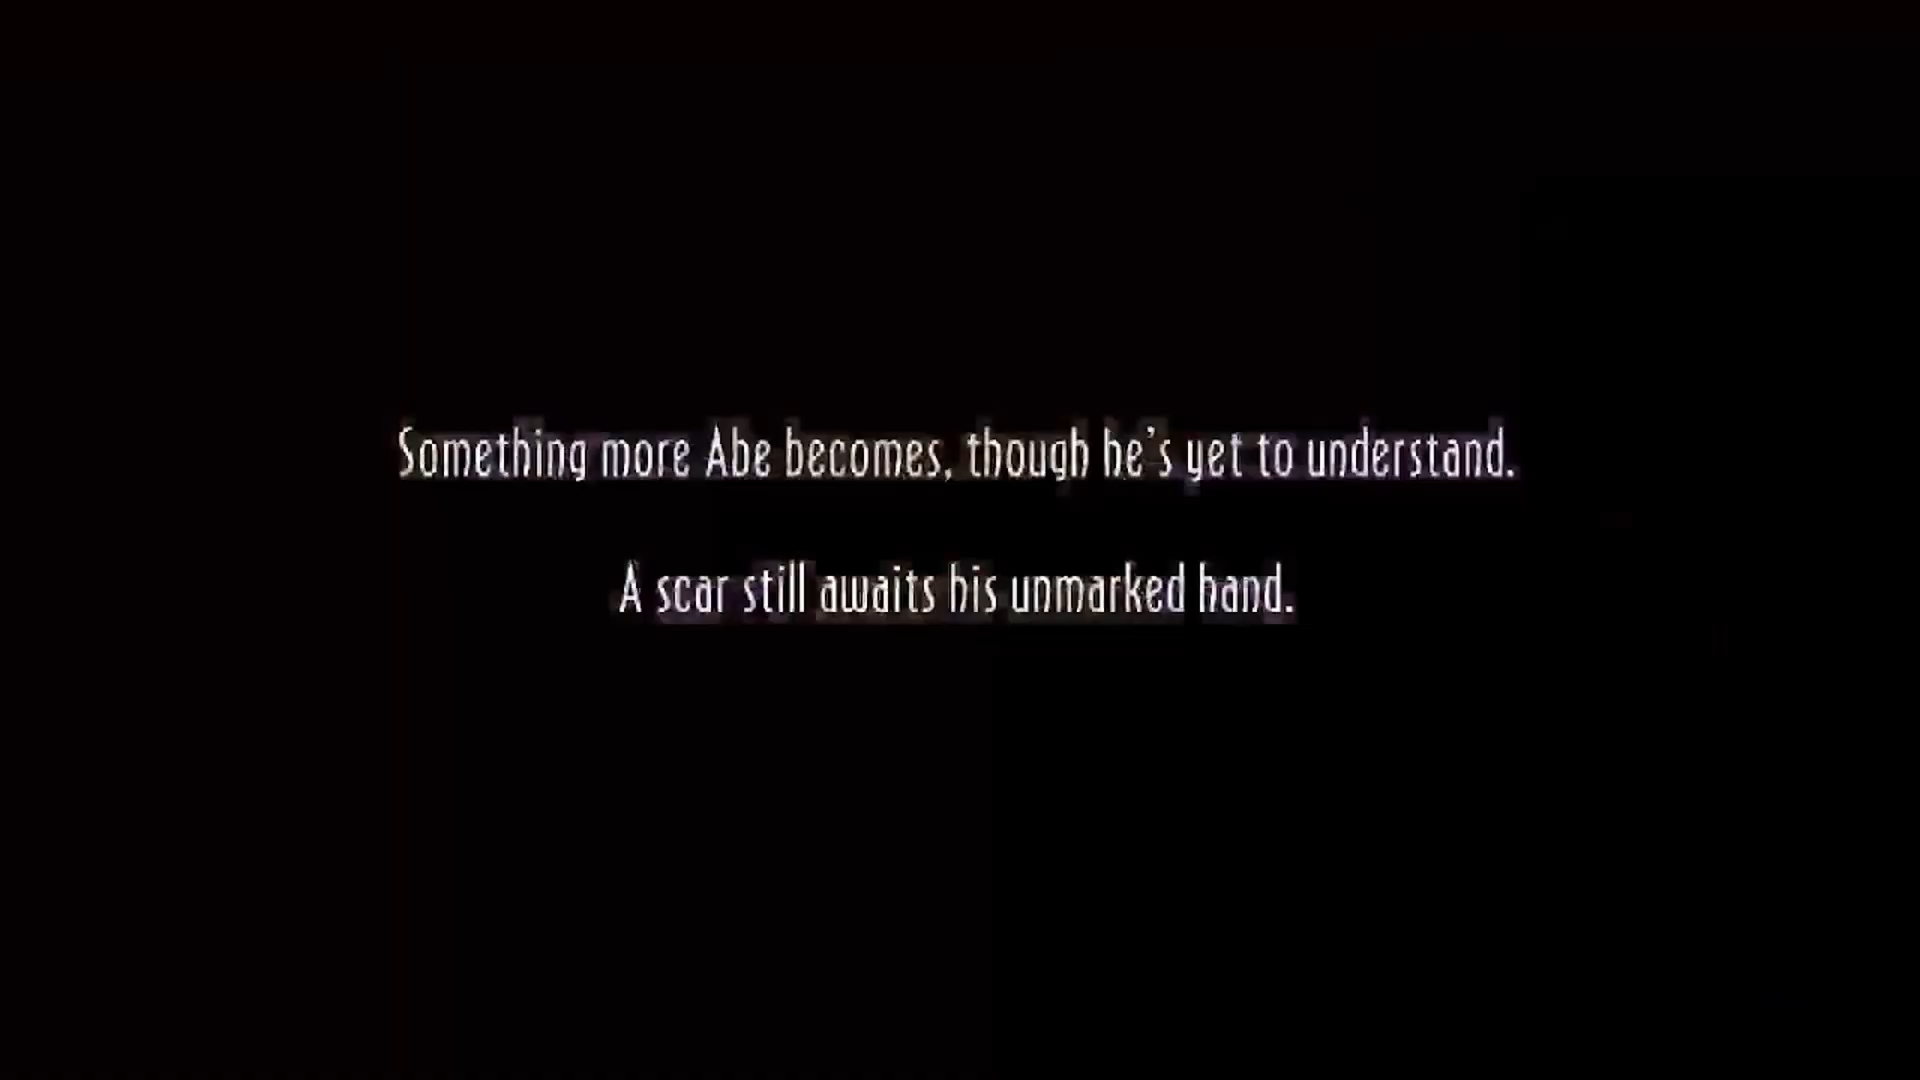 Something more Abe becomes, though he's yet to understand.
A scar still awaits his unmarked hand.